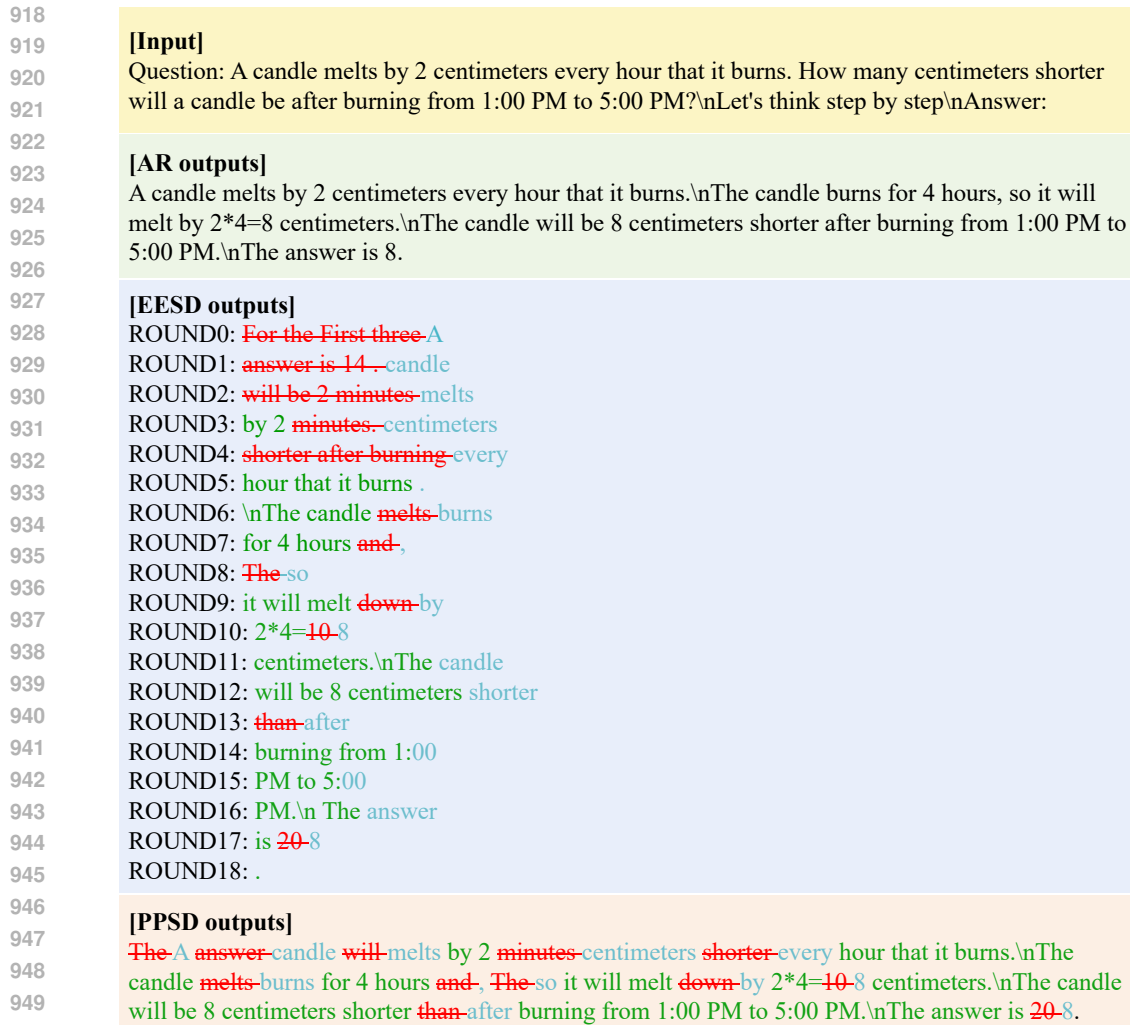 918
919
920
921
922
923
924
925
926
927
928
929
930
931
932
933
934
935
936
937
938
939
940
941
942
943
944
945
946
947
948
949
[Input]
Question: A candle melts by 2 centimeters every hour that it burns. How many centimeters shorter
will a candle be after burning from 1:00 PM to 5:00 PM?\nLet's think step by step\nAnswer:
[AR outputs]
A candle melts by 2 centimeters every hour that it burns.\nThe candle burns for 4 hours, so it will
melt by 2*4=8 centimeters.\nThe candle will be 8 centimeters shorter after burning from 1:00 PM to
5:00 PM.\nThe answer is 8.
[EESD outputs]
ROUND0: For the First three A
ROUND1: answer is 14 . candle
ROUND2: will be 2 minutes melts
ROUND3: by 2 minutes. centimeters
ROUND4: shorter after burning every
ROUND5: hour that it burns .
ROUND6: \nThe candle melts burns
ROUND7: for 4 hours and ,
ROUND8: The so
ROUND9: it will melt down by
ROUND10: 2*4=10 8
ROUND11: centimeters.\nThe candle
ROUND12: will be 8 centimeters shorter
ROUND13: than after
ROUND14: burning from 1:00
ROUND15: PM to 5:00
ROUND16: PM.\n The answer
ROUND17: is 20 8
ROUND18: .
[PPSD outputs]
The A answer candle will melts by 2 minutes centimeters shorter every hour that it burns.\nThe
candle melts burns for 4 hours and , The so it will melt down by 2*4=10 8 centimeters.\nThe candle
will be 8 centimeters shorter than after burning from 1:00 PM to 5:00 PM.\nThe answer is 20 8.